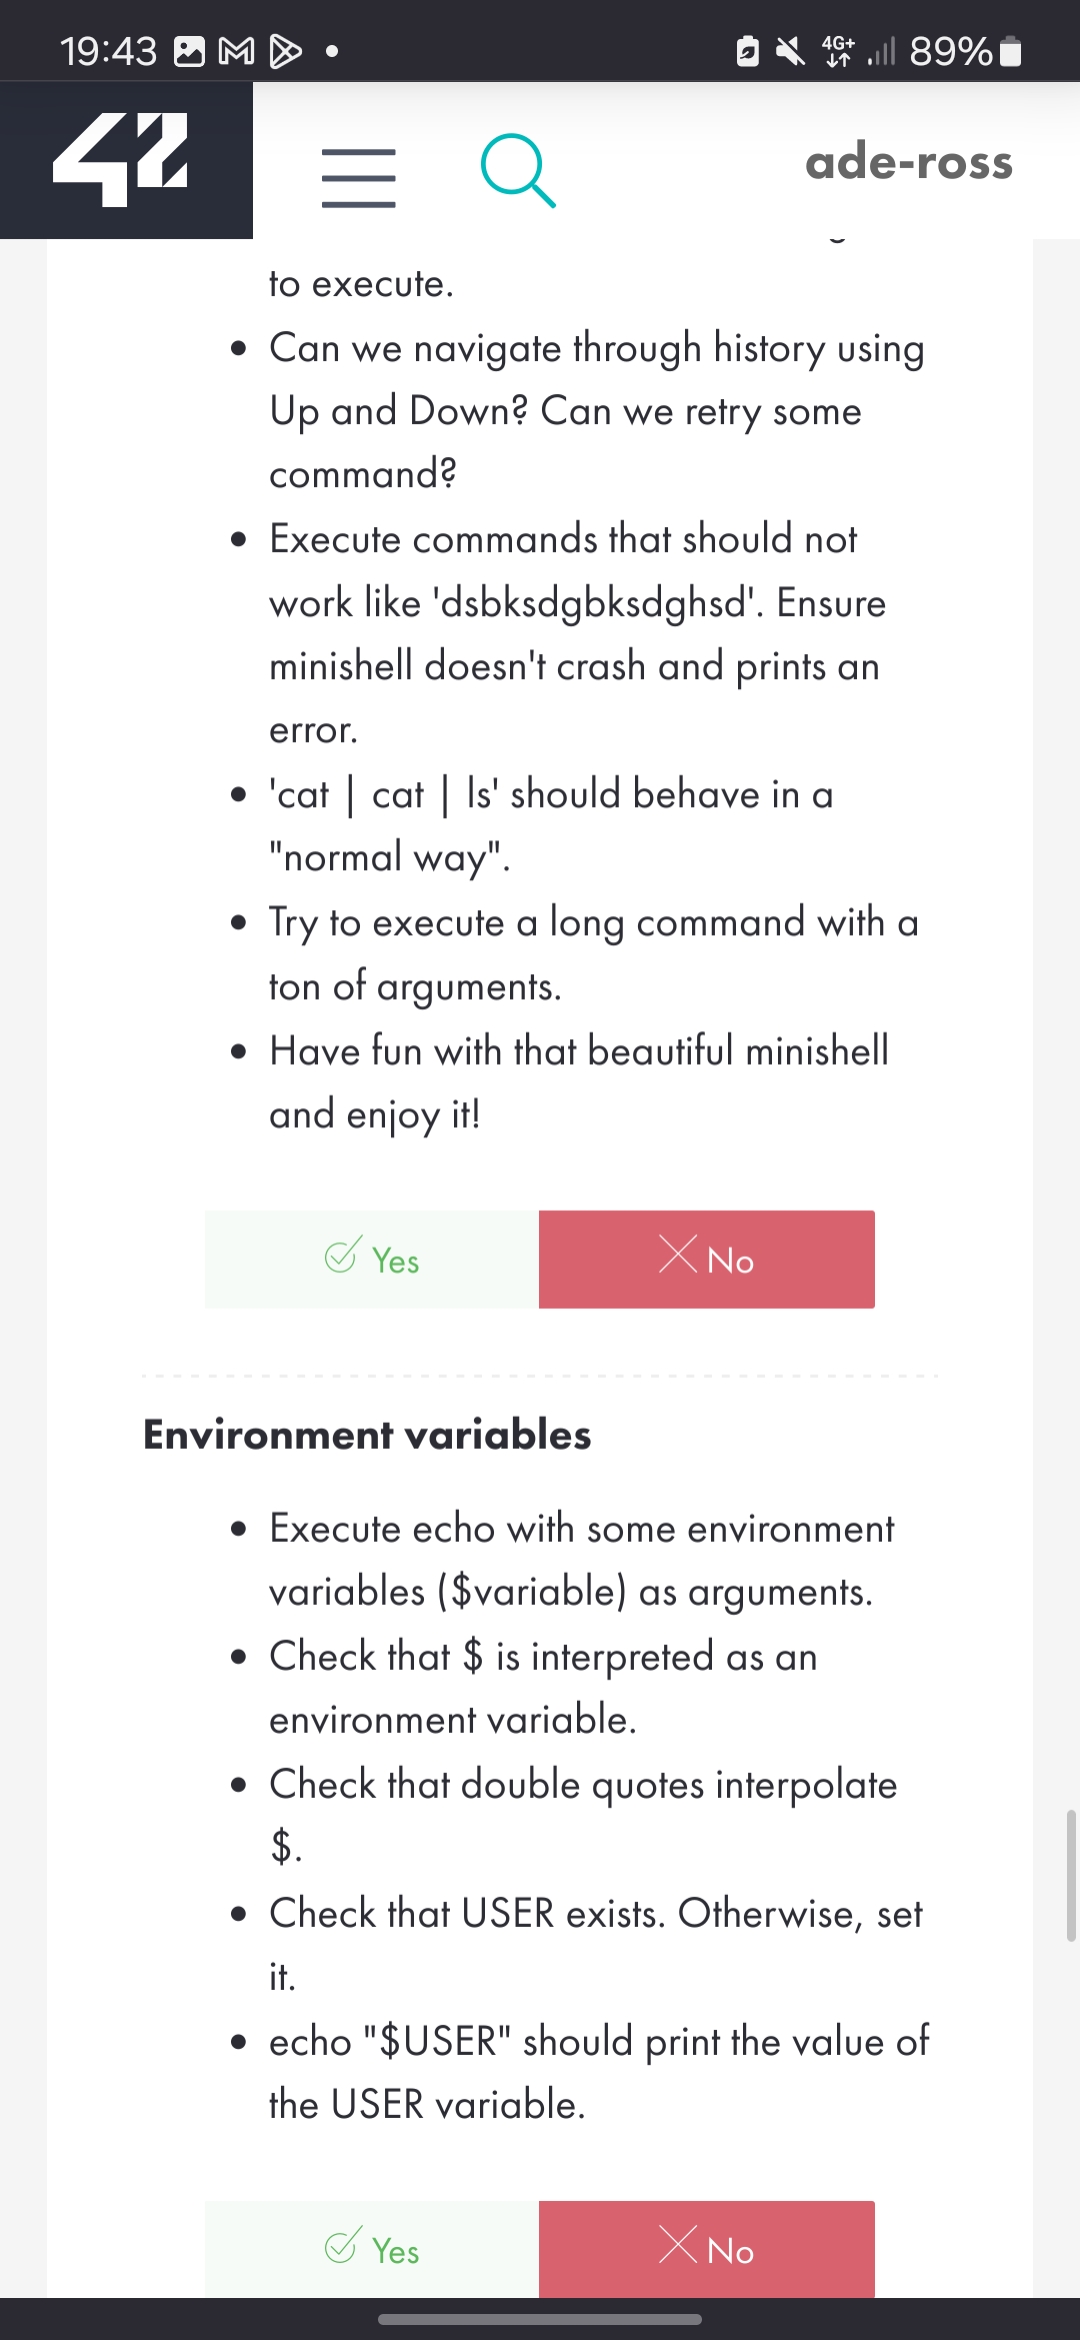 19:43
4G+
89%
42
ade-ross
to execute.
• Can we navigate through history using
Up and Down? Can we retry some
command?
• Execute commands that should not
work like 'dsbksdgbksdghsd'. Ensure
minishell doesn't crash and prints an
error.
• 'cat | cat | ls' should behave in a
"normal way".
• Try to execute a long command with a
ton of arguments.
• Have fun with that beautiful minishell
and enjoy it!
Yes
No
Environment variables
• Execute echo with some environment
variables ($variable) as arguments.
• Check that $ is interpreted as an
environment variable.
• Check that double quotes interpolate
$.
• Check that USER exists. Otherwise, set
it.
• echo "$USER" should print the value of
the USER variable.
Yes
No